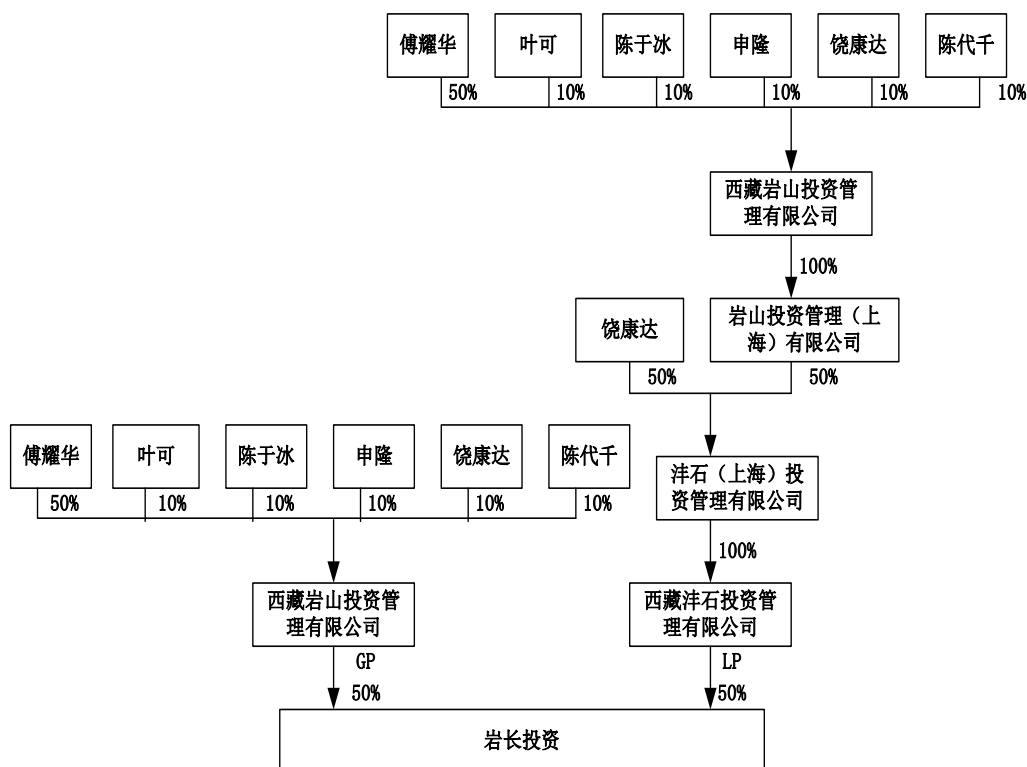 傅耀华
叶可
陈于冰
申隆
饶康达
陈代千
50%
10%
10%
10%
10%
10%
西藏岩山投资管
理有限公司
100%
饶康达
岩山投资管理（上
海）有限公司
50%
50%
傅耀华
叶可
陈于冰
申隆
饶康达
陈代千
50%
10%
10%
10%
10%
10%
沣石（上海）投
资管理有限公司
100%
西藏岩山投资管
理有限公司
西藏沣石投资管
理有限公司
GP
LP
50%
50%
岩长投资